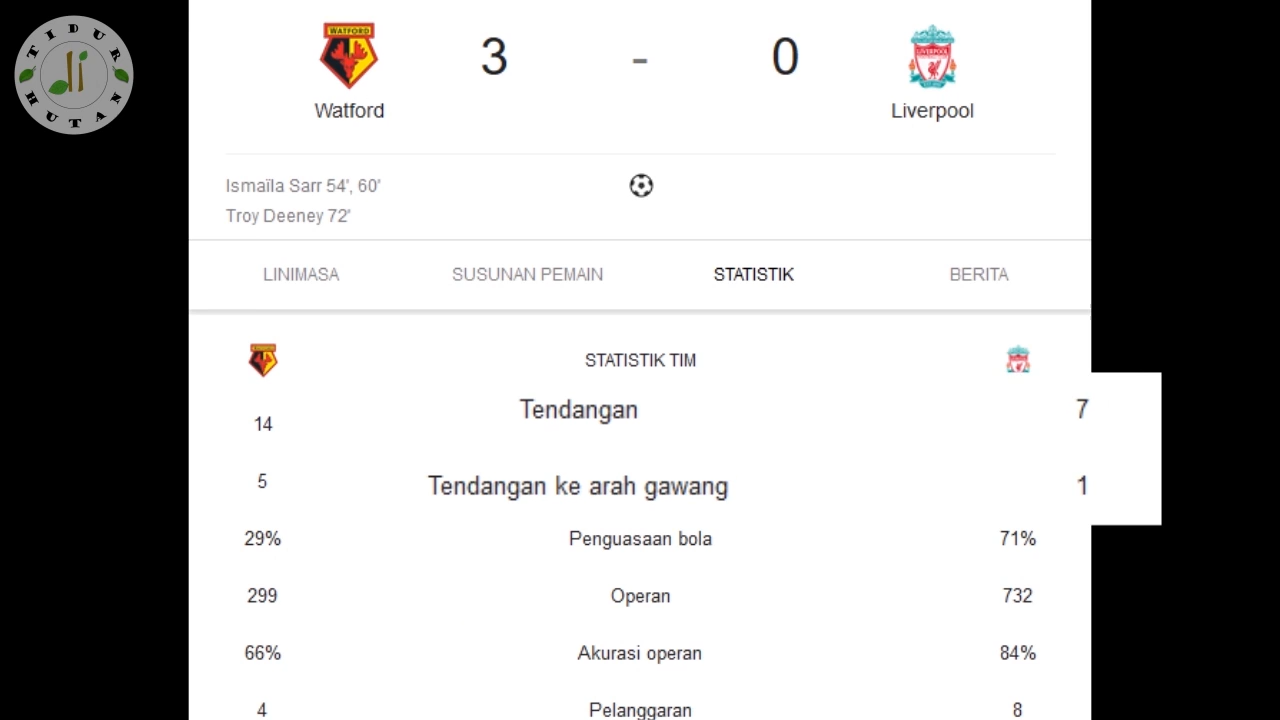 TIDUR
HUTAN
WATFORD
3 - 0
LIVERPOOL
Watford
Liverpool
Ismaïla Sarr 54', 60'
Troy Deeney 72'
LINIMASA SUSUNAN PEMAIN STATISTIK BERITA
STATISTIK TIM
14 Tendangan 7
5 Tendangan ke arah gawang 1
29% Penguasaan bola 71%
299 Operan 732
66% Akurasi operan 84%
4 Pelanggaran 8